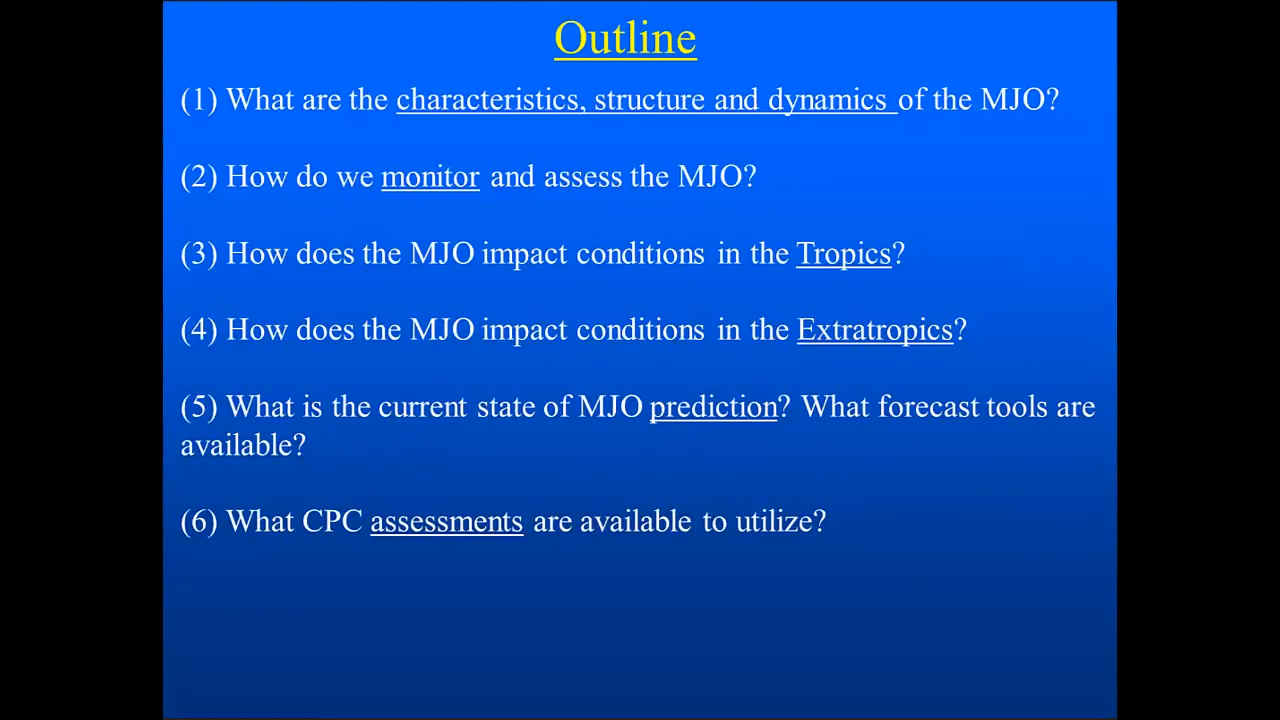 Outline
(1) What are the characteristics, structure and dynamics of the MJO?
(2) How do we monitor and assess the MJO?
(3) How does the MJO impact conditions in the Tropics?
(4) How does the MJO impact conditions in the Extratropics?
(5) What is the current state of MJO prediction? What forecast tools are
available?
(6) What CPC assessments are available to utilize?